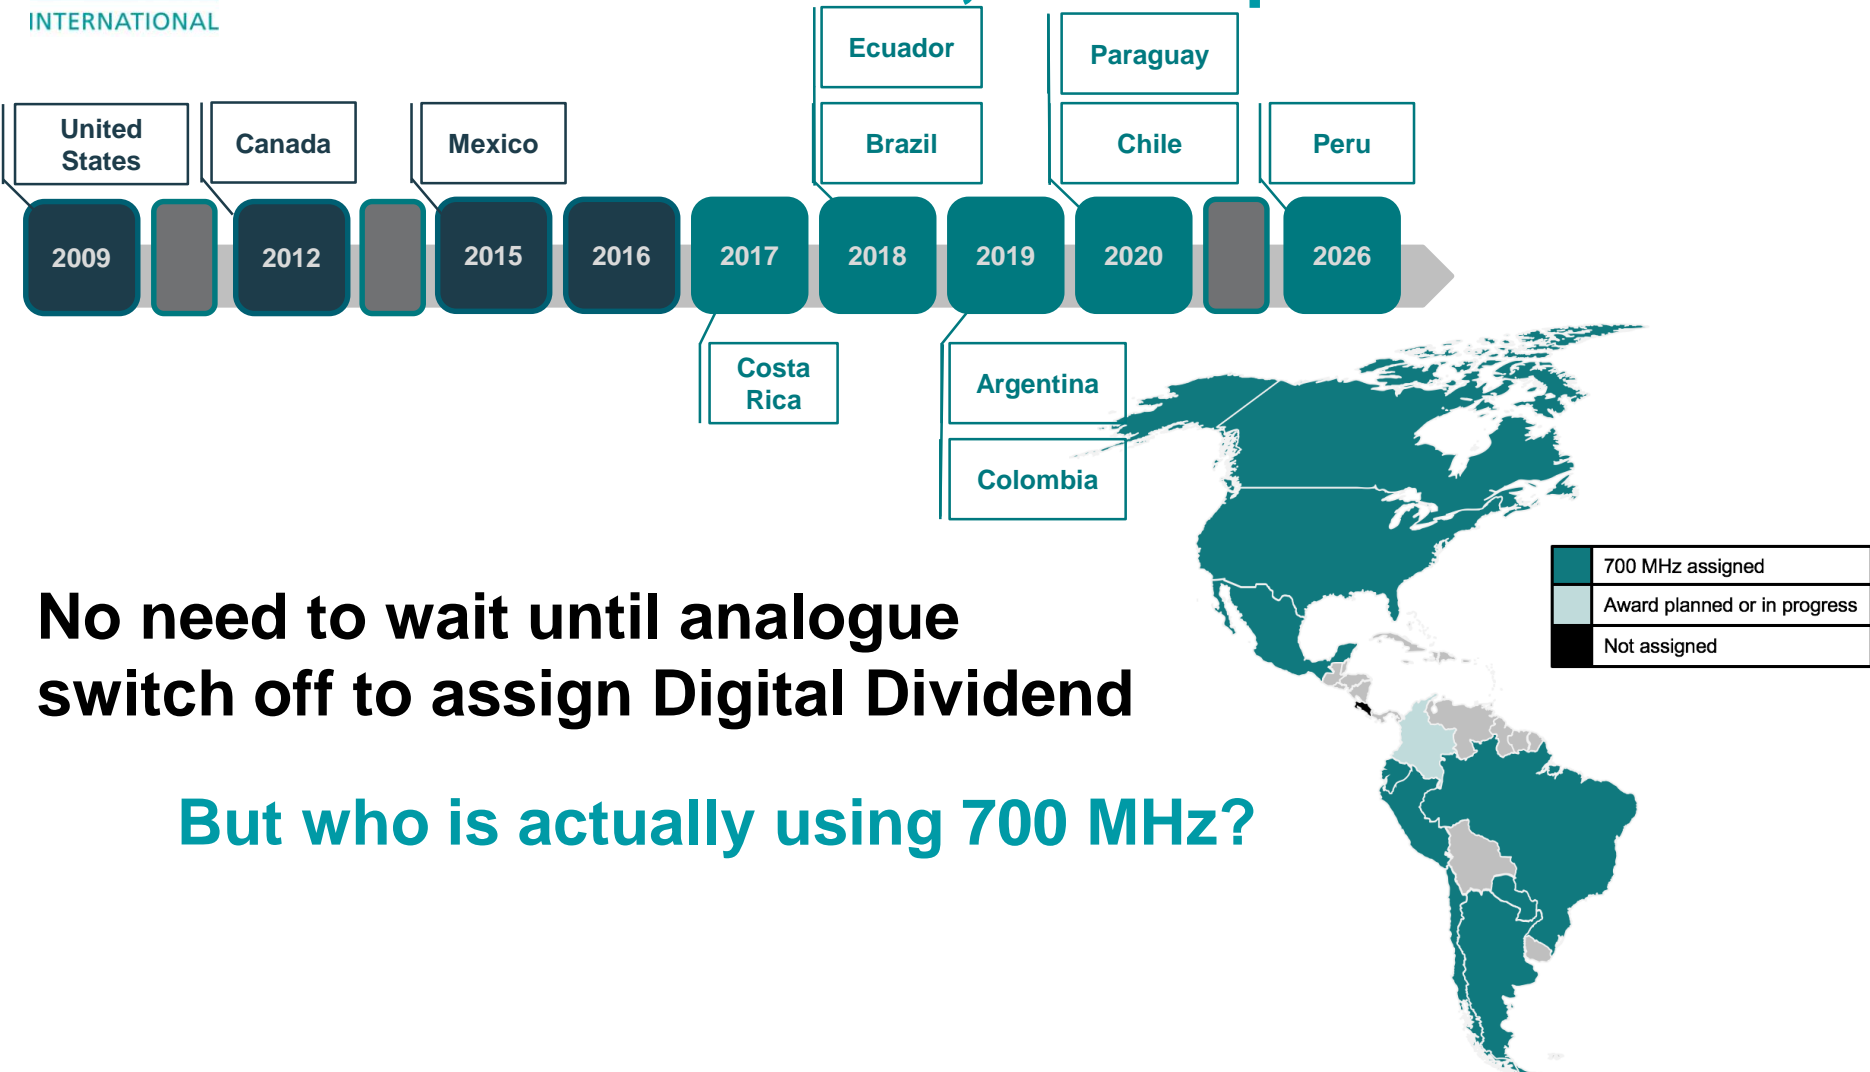 INTERNATIONAL
Ecuador
Paraguay
United
States
Canada
Mexico
Brazil
Chile
Peru
2009
2012
2015
2016
2017
2018
2019
2020
2026
Costa
Rica
Argentina
Colombia
700 MHz assigned
Award planned or in progress
Not assigned
No need to wait until analogue
switch off to assign Digital Dividend
But who is actually using 700 MHz?